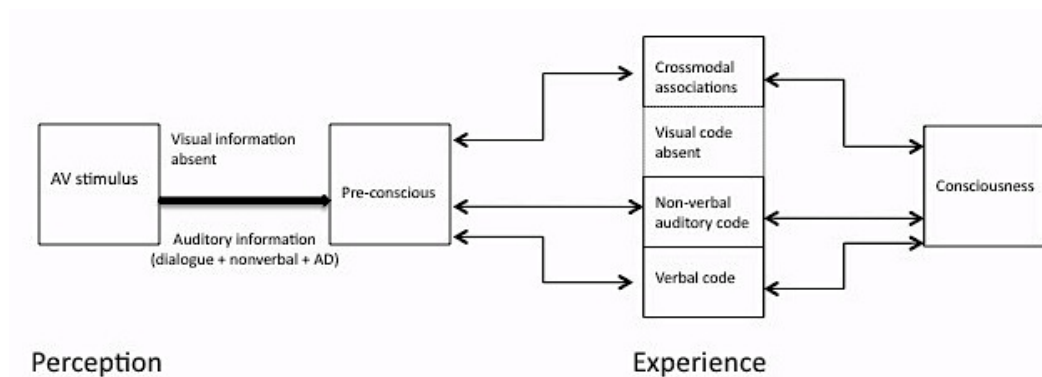 AV stimulus
Visual information
absent
Auditory information
(dialogue + nonverbal + AD)
Pre-conscious
Crossmodal
associations
Visual code
absent
Non-verbal
auditory code
Verbal code
Consciousness
Perception
Experience